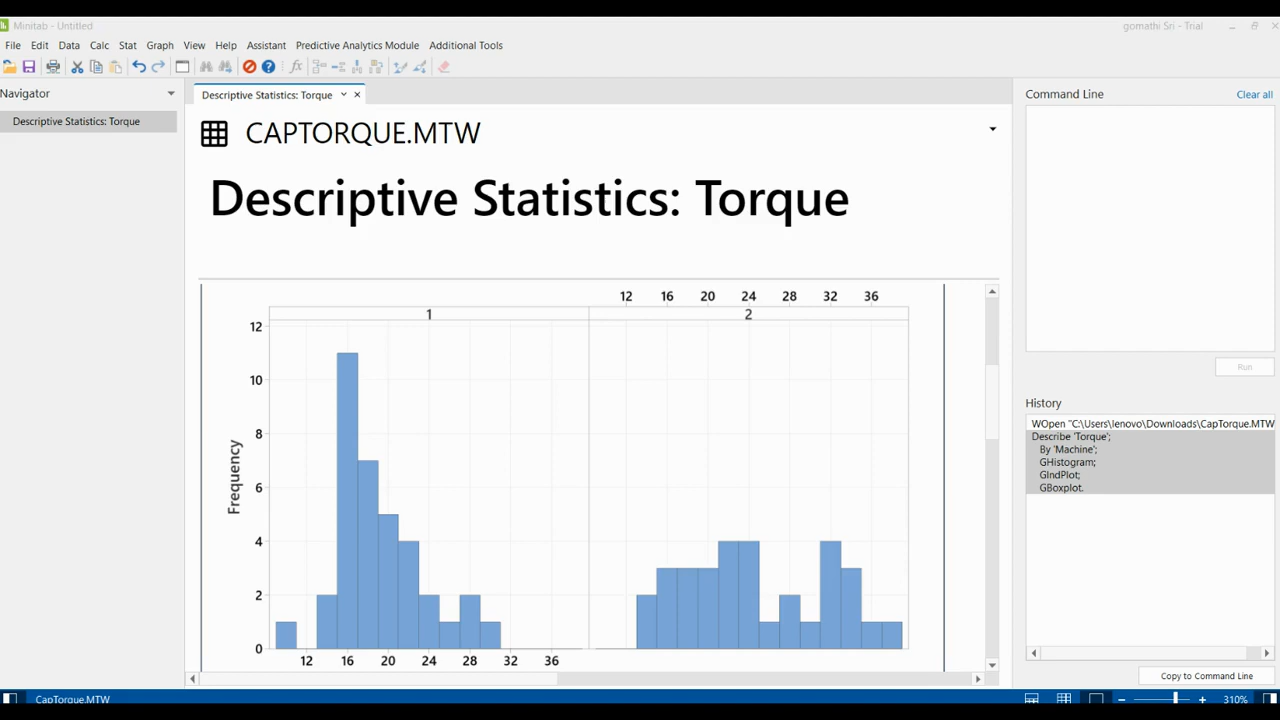 Minitab - Untitled
gomathi Sri - Trial
File Edit Data Calc Stat Graph View Help Assistant Predictive Analytics Module Additional Tools
Navigator
Descriptive Statistics: Torque
Descriptive Statistics: Torque
CAPTORQUE.MTW
Descriptive Statistics: Torque
12 16 20 24 28 32 36
1 2
12
10
8
6
4
2
0
Frequency
12 16 20 24 28 32 36
Command Line Clear all
Run
History
WOpen "C:\Users\lenovo\Downloads\CapTorque.MTW
Describe 'Torque';
By 'Machine';
GHistogram;
GIndPlot;
GBoxplot.
Copy to Command Line
CapTorque.MTW
310%